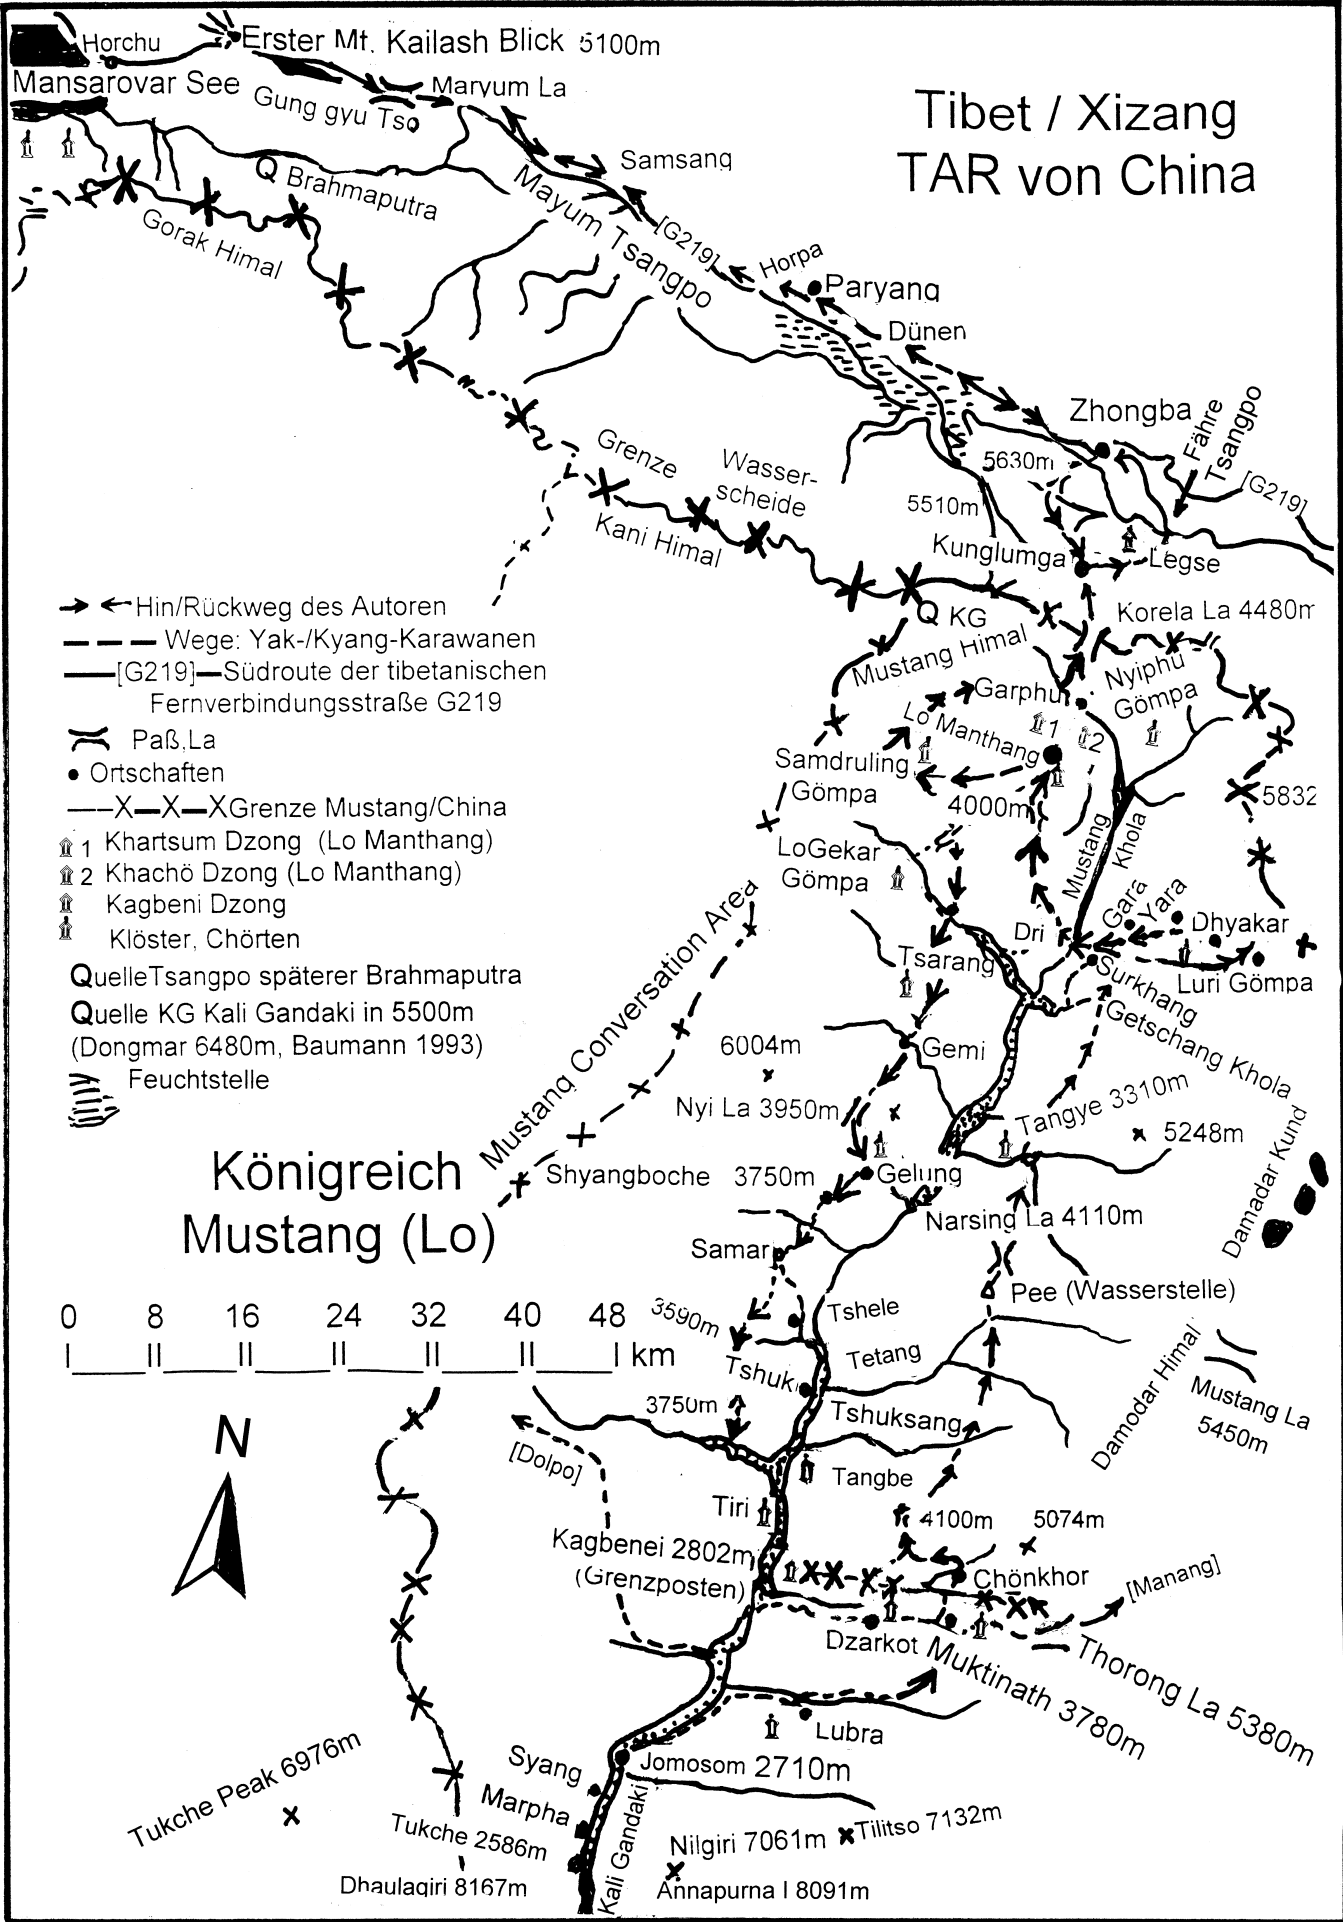 Horchu
Erster Mt. Kailash Blick 5100m
Mansarovar See
Gung gyu Tso
Maryum La
Tibet / Xizang
TAR von China
Samsang
Q Brahmaputra
Mayum Tsangpo
[G219]
Gorak Himal
Horpa
Paryang
Dünen
Zhongba
Fähre
Tsangpo
[G219]
Grenze
Wasser-
scheide
Kani Himal
5630m
5510m
Kunglumga
Legse
Q KG
Korela La 4480m
Mustang Himal
Nyiphu
Gömpa
Garphu
Lo Manthang
1
2
Samdruling
Gömpa
4000m
5832
Mustang
Khola
LoGekar
Gömpa
Gara
Yara
Dhyakar
Dri
Luri Gömpa
Surkhang
Tsarang
Getschang Khola
Gemi
6004m
Nyi La 3950m
Tangye 3310m
5248m
Damadar Kund
Mustang Conversation Area
Hin/Rückweg des Autoren
Wege: Yak-/Kyang-Karawanen
[G219] Südroute der tibetanischen
Fernverbindungsstraße G219
Paß,La
Ortschaften
X X X Grenze Mustang/China
1 Khartsum Dzong (Lo Manthang)
2 Khachö Dzong (Lo Manthang)
Kagbeni Dzong
Klöster, Chörten
QuelleTsangpo späterer Brahmaputra
Quelle KG Kali Gandaki in 5500m
(Dongmar 6480m, Baumann 1993)
Feuchtstelle
Königreich
Mustang (Lo)
Shyangboche 3750m
Gelung
Narsing La 4110m
Samar
Pee (Wasserstelle)
0 8 16 24 32 40 48
km
3590m
Tshele
Tetang
Tshuk
Damodar Himal
Mustang La
5450m
3750m
Tshuksang
N
[Dolpo]
Tangbe
Tiri
4100m
5074m
Kagbenei 2802m
(Grenzposten)
Chönkhor
[Manang]
Dzarkot
Muktinath 3780m
Thorong La 5380m
Lubra
Jomosom 2710m
Syang
Marpha
Tukche Peak 6976m
Tukche 2586m
Kali Gandaki
Nilgiri 7061m
Tilitso 7132m
Dhaulagiri 8167m
Annapurna I 8091m